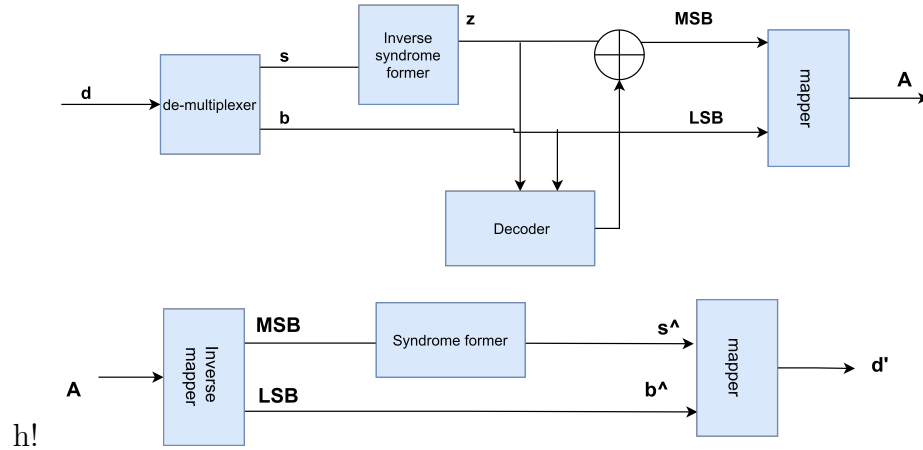 z
MSB
Inverse
syndrome
former
s
mapper
A
d
de-multiplexer
b
LSB
Decoder
MSB
Syndrome former
s^
Inverse
mapper
mapper
d'
A
LSB
b^
h!